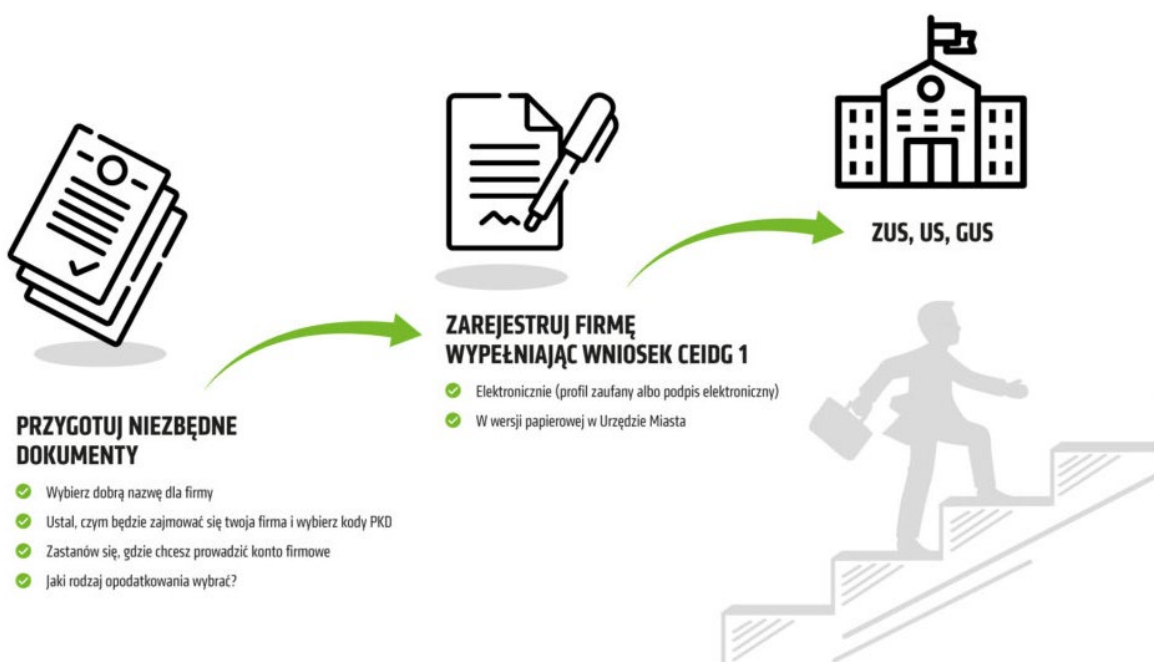 PRZYGOTUJ NIEZBĘDNE
DOKUMENTY
Wybierz dobrą nazwę dla firmy
Ustal, czym będzie zajmować się twoja firma i wybierz kody PKD
Zastanów się, gdzie chcesz prowadzić konto firmowe
Jaki rodzaj opodatkowania wybrać?
ZAREJESTRUJ FIRMĘ
WYPEŁNIAJĄC WNIOSEK CEIDG 1
Elektronicznie (profil zaufany albo podpis elektroniczny)
W wersji papierowej w Urzędzie Miasta
ZUS, US, GUS